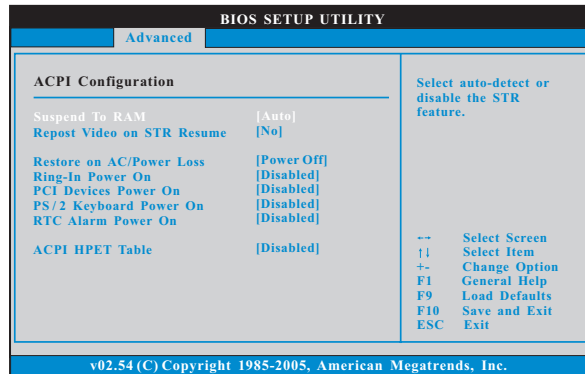 BIOS SETUP UTILITY
Advanced
ACPI Configuration
Suspend To RAM [Auto]
Repost Video on STR Resume [No]
Restore on AC/Power Loss [Power Off]
Ring-In Power On [Disabled]
PCI Devices Power On [Disabled]
PS/2 Keyboard Power On [Disabled]
RTC Alarm Power On [Disabled]
ACPI HPET Table [Disabled]
Select auto-detect or
disable the STR
feature.
←→ Select Screen
↑↓ Select Item
+- Change Option
F1 General Help
F9 Load Defaults
F10 Save and Exit
ESC Exit
v02.54 (C) Copyright 1985-2005, American Megatrends, Inc.